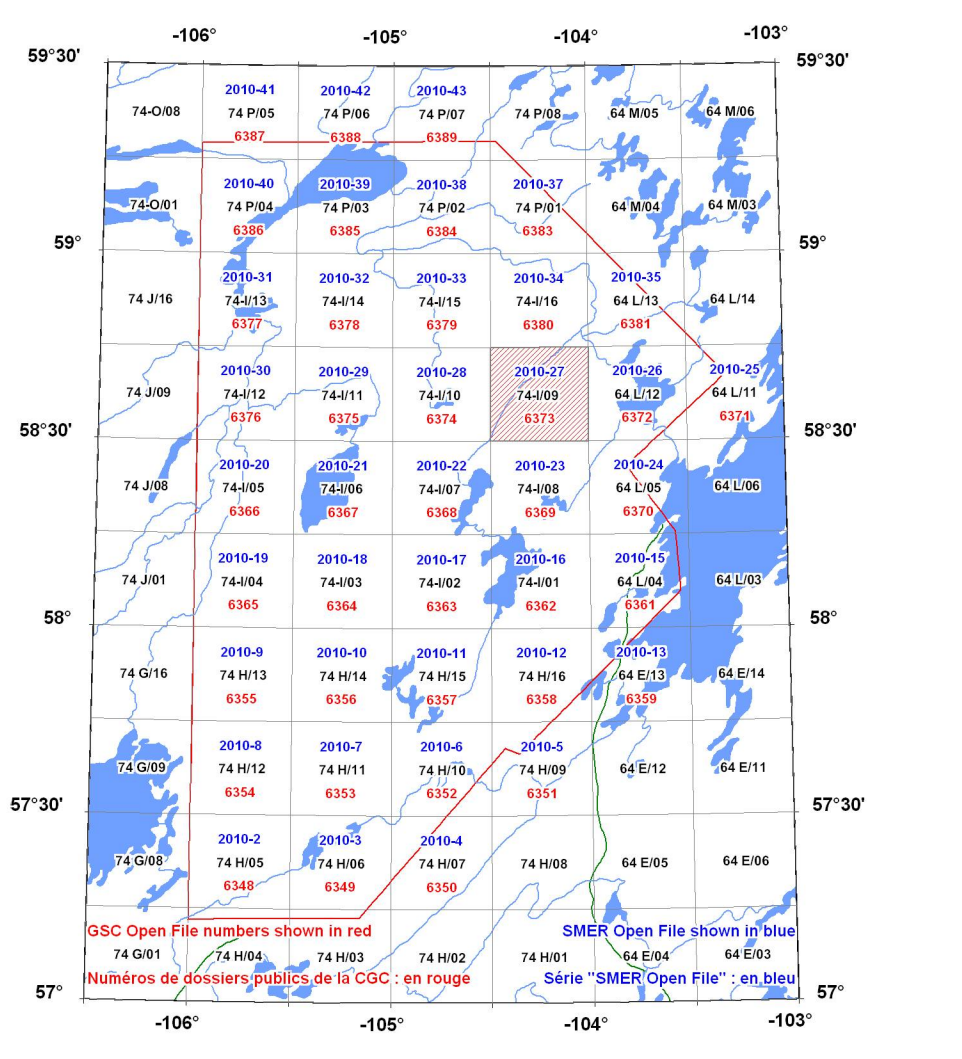 -106° -105° -104° -103°
59°30' 59°30'
2010-41 2010-42 2010-43
74-O/08 74 P/05 74 P/06 74 P/07 74 P/08 64 M/05 64 M/06
6387 6388 6389
2010-40 2010-39 2010-38 2010-37
74-O/01 74 P/04 74 P/03 74 P/02 74 P/01 64 M/04 64 M/03
6386 6385 6384 6383
59° 59°
2010-31 2010-32 2010-33 2010-34 2010-35
74 J/16 74-I/13 74-I/14 74-I/15 74-I/16 64 L/13 64 L/14
6377 6378 6379 6380 6381
2010-30 2010-29 2010-28 2010-27 2010-26 2010-25
74 J/09 74-I/12 74-I/11 74-I/10 74-I/09 64 L/12 64 L/11
6376 6375 6374 6373 6372 6371
58°30' 58°30'
2010-20 2010-21 2010-22 2010-23 2010-24
74 J/08 74-I/05 74-I/06 74-I/07 74-I/08 64 L/05 64 L/06
6366 6367 6368 6369 6370
2010-19 2010-18 2010-17 2010-16 2010-15
74 J/01 74-I/04 74-I/03 74-I/02 74-I/01 64 L/04 64 L/03
6365 6364 6363 6362 6361
58° 58°
2010-9 2010-10 2010-11 2010-12 2010-13
74 G/16 74 H/13 74 H/14 74 H/15 74 H/16 64 E/13 64 E/14
6355 6356 6357 6358 6359
2010-8 2010-7 2010-6 2010-5
74 G/09 74 H/12 74 H/11 74 H/10 74 H/09 64 E/12 64 E/11
6354 6353 6352 6351
57°30' 57°30'
2010-2 2010-3 2010-4
74 G/08 74 H/05 74 H/06 74 H/07 74 H/08 64 E/05 64 E/06
6348 6349 6350
GSC Open File numbers shown in red SMER Open File shown in blue
74 G/01 74 H/04 74 H/03 74 H/02 74 H/01 64 E/04 64 E/03
Numéros de dossiers publics de la CGC : en rouge Série "SMER Open File" : en bleu
57° 57°
-106° -105° -104° -103°